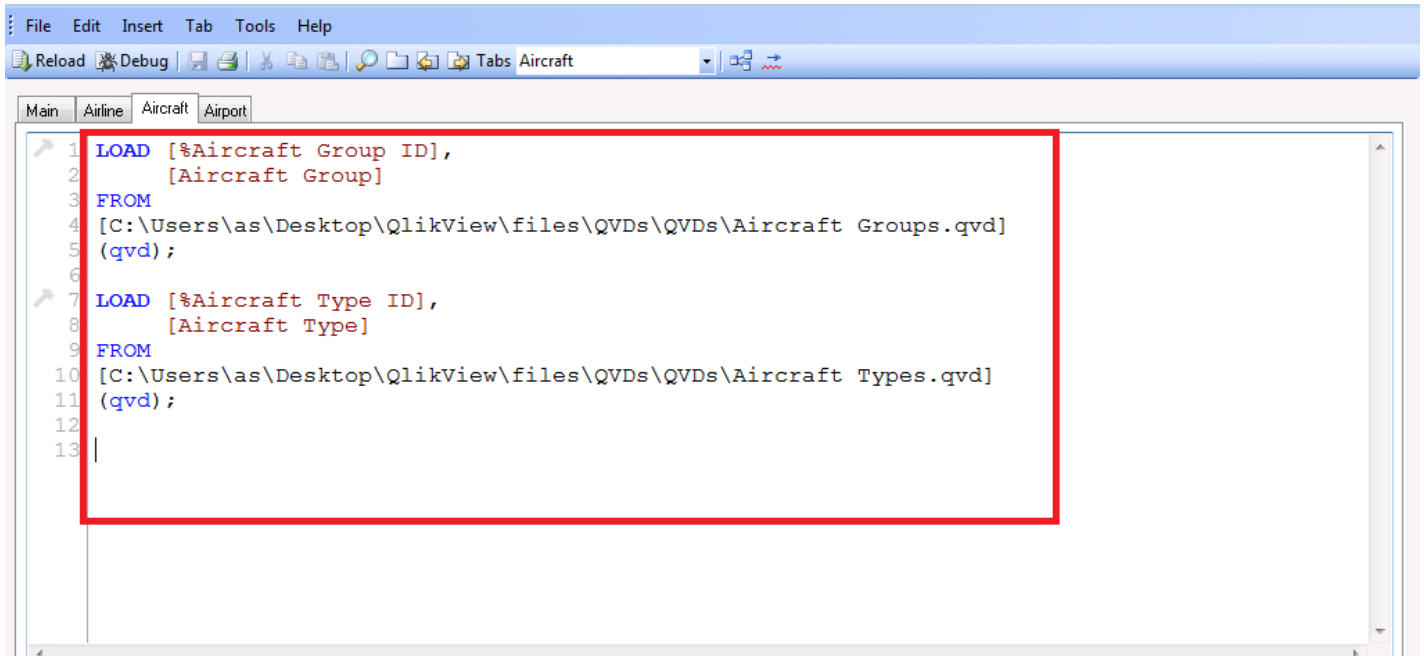 File Edit Insert Tab Tools Help
Reload Debug Tabs Aircraft
Main Airline Aircraft Airport
1 LOAD [%Aircraft Group ID],
2 [Aircraft Group]
3 FROM
4 [C:\Users\as\Desktop\QlikView\files\QVDs\QVDs\Aircraft Groups.qvd]
5 (qvd);
6
7 LOAD [%Aircraft Type ID],
8 [Aircraft Type]
9 FROM
10 [C:\Users\as\Desktop\QlikView\files\QVDs\QVDs\Aircraft Types.qvd]
11 (qvd);
12
13